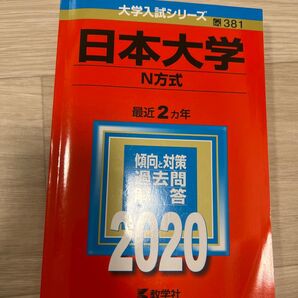 大学入試シリーズ
381
日本大学
N方式
最近2カ年
傾向と対策
過去問
解答
2020
教学社